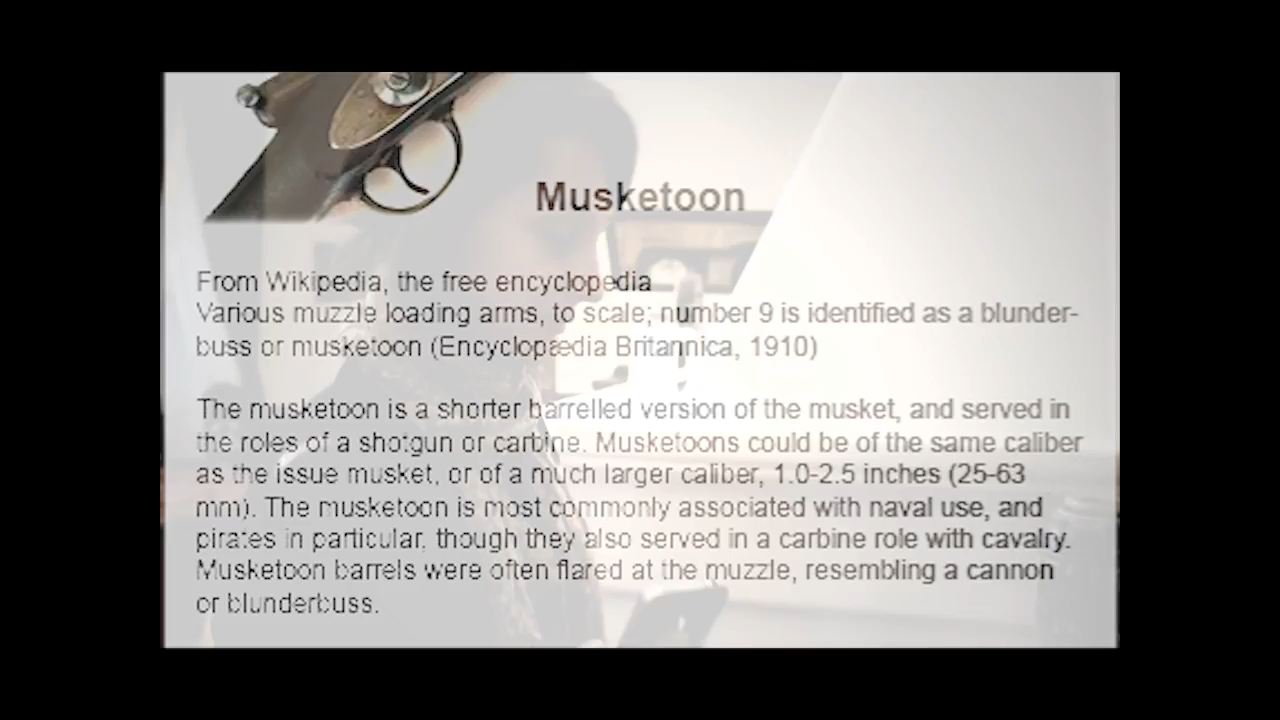 Musketoon
From Wikipedia, the free encyclopedia
Various muzzle loading arms, to scale; number 9 is identified as a blunder-
buss or musketoon (Encyclopædia Britannica, 1910)
The musketoon is a shorter barrelled version of the musket, and served in
the roles of a shotgun or carbine. Musketoons could be of the same caliber
as the issue musket, or of a much larger caliber, 1.0-2.5 inches (25-63
mm). The musketoon is most commonly associated with naval use, and
pirates in particular, though they also served in a carbine role with cavalry.
Musketoon barrels were often flared at the muzzle, resembling a cannon
or blunderbuss.